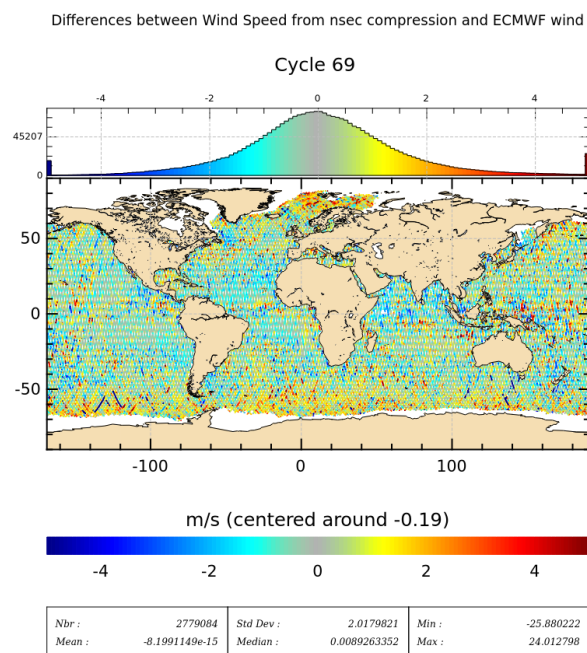 Differences between Wind Speed from nsec compression and ECMWF wind
Cycle 69
-4 -2 0 2 4
45207
0
50
0
-50
-100 0 100
m/s (centered around -0.19)
-4 -2 0 2 4
Nbr : 2779084 Std Dev : 2.0179821 Min : -25.880222
Mean : -8.1991149e-15 Median : 0.0089263352 Max : 24.012798